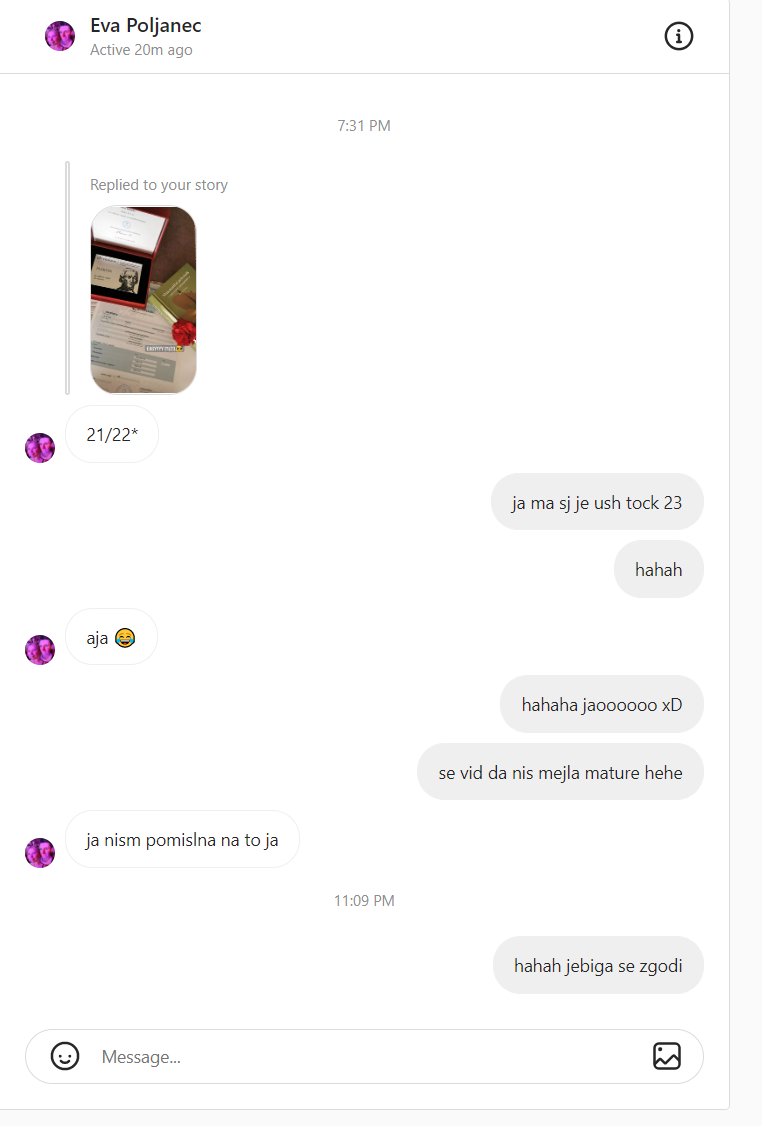 Eva Poljanec
Active 20m ago
7:31 PM
Replied to your story
21/22*
ja ma sj je ush tock 23
hahah
aja 😂
hahaha jaoooooo xD
se vid da nis mejla mature hehe
ja nism pomislna na to ja
11:09 PM
hahah jebiga se zgodi
Message...